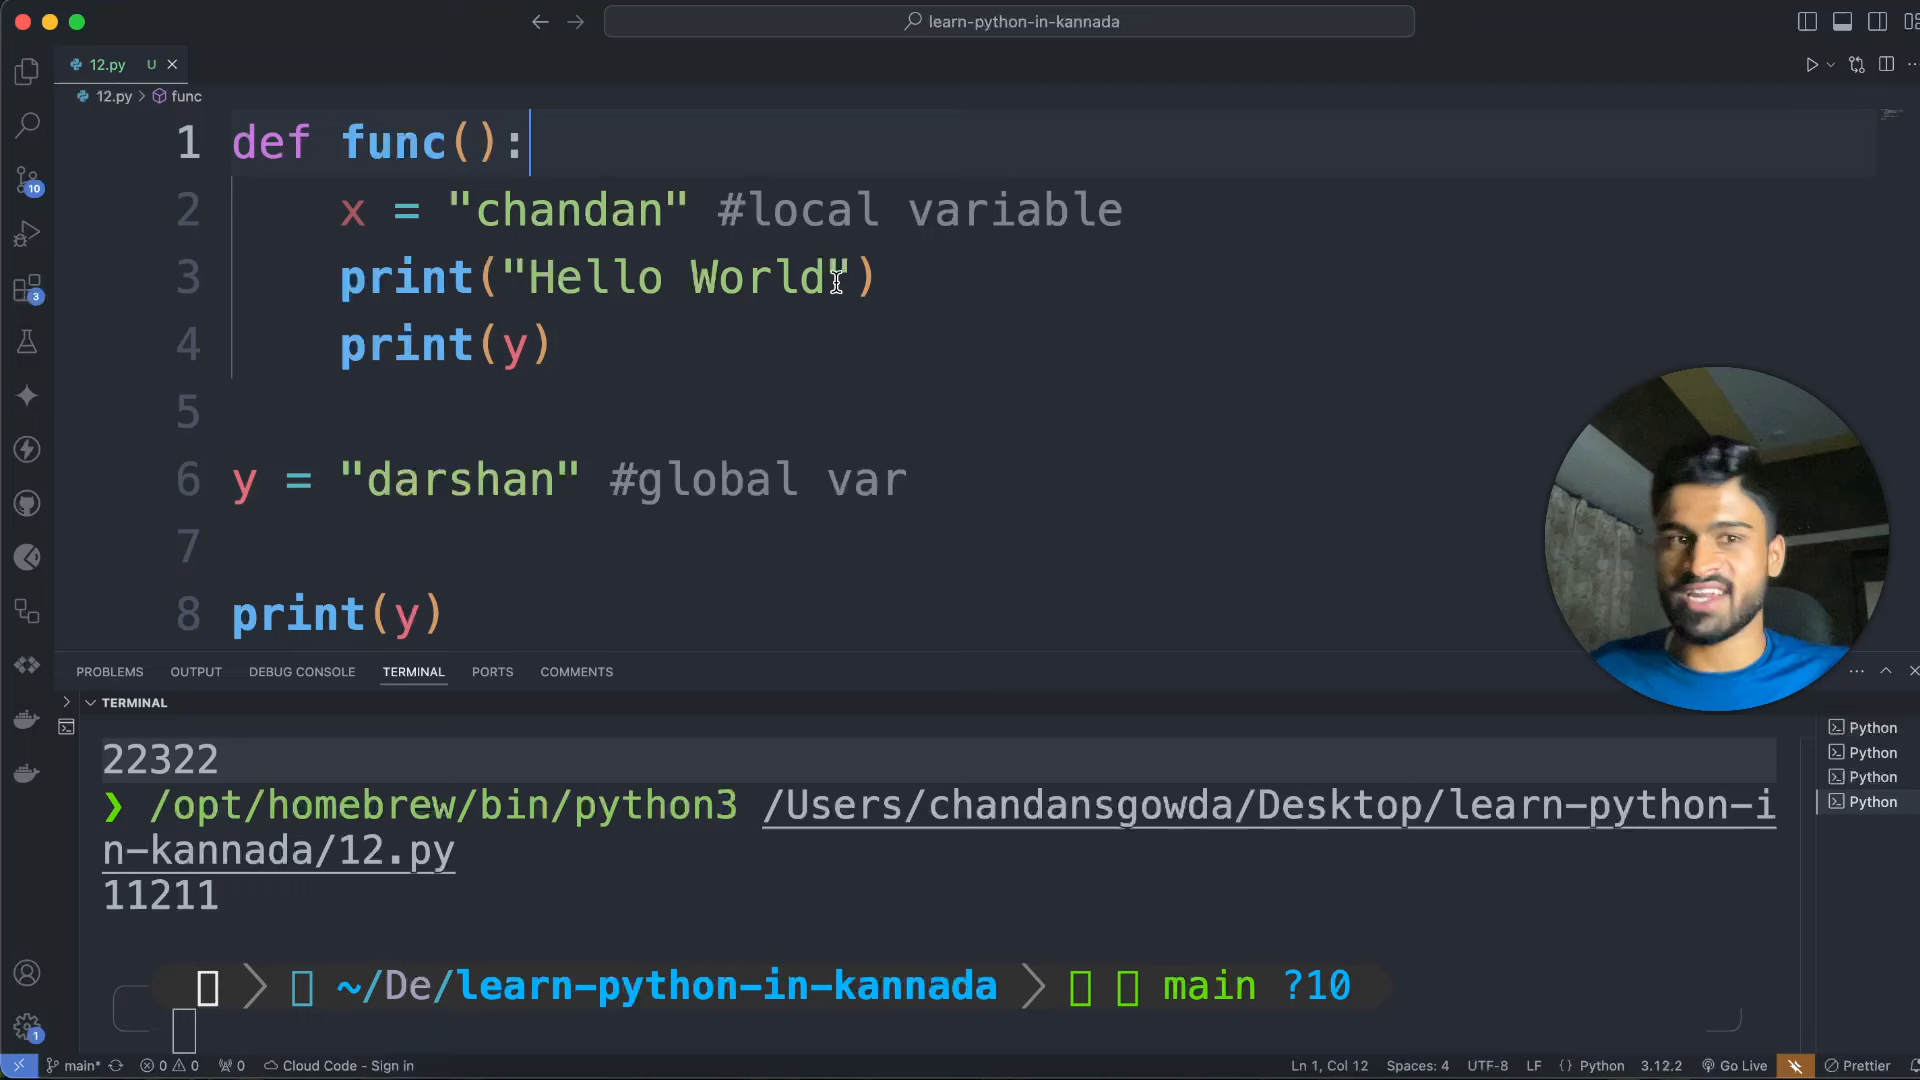 learn-python-in-kannada
12.py U
12.py > func
1 def func():
2 x = "chandan" #local variable
3 print("Hello World")
4 print(y)
5
6 y = "darshan" #global var
7
8 print(y)
10
3
1
PROBLEMS OUTPUT DEBUG CONSOLE TERMINAL PORTS COMMENTS
TERMINAL
22322
❯ /opt/homebrew/bin/python3 /Users/chandansgowda/Desktop/learn-python-i
n-kannada/12.py
11211
~/De/learn-python-in-kannada main ?10
Python
Python
Python
Python
main* 0 0 0 Cloud Code - Sign in Ln 1, Col 12 Spaces: 4 UTF-8 LF {} Python 3.12.2 Go Live Prettier